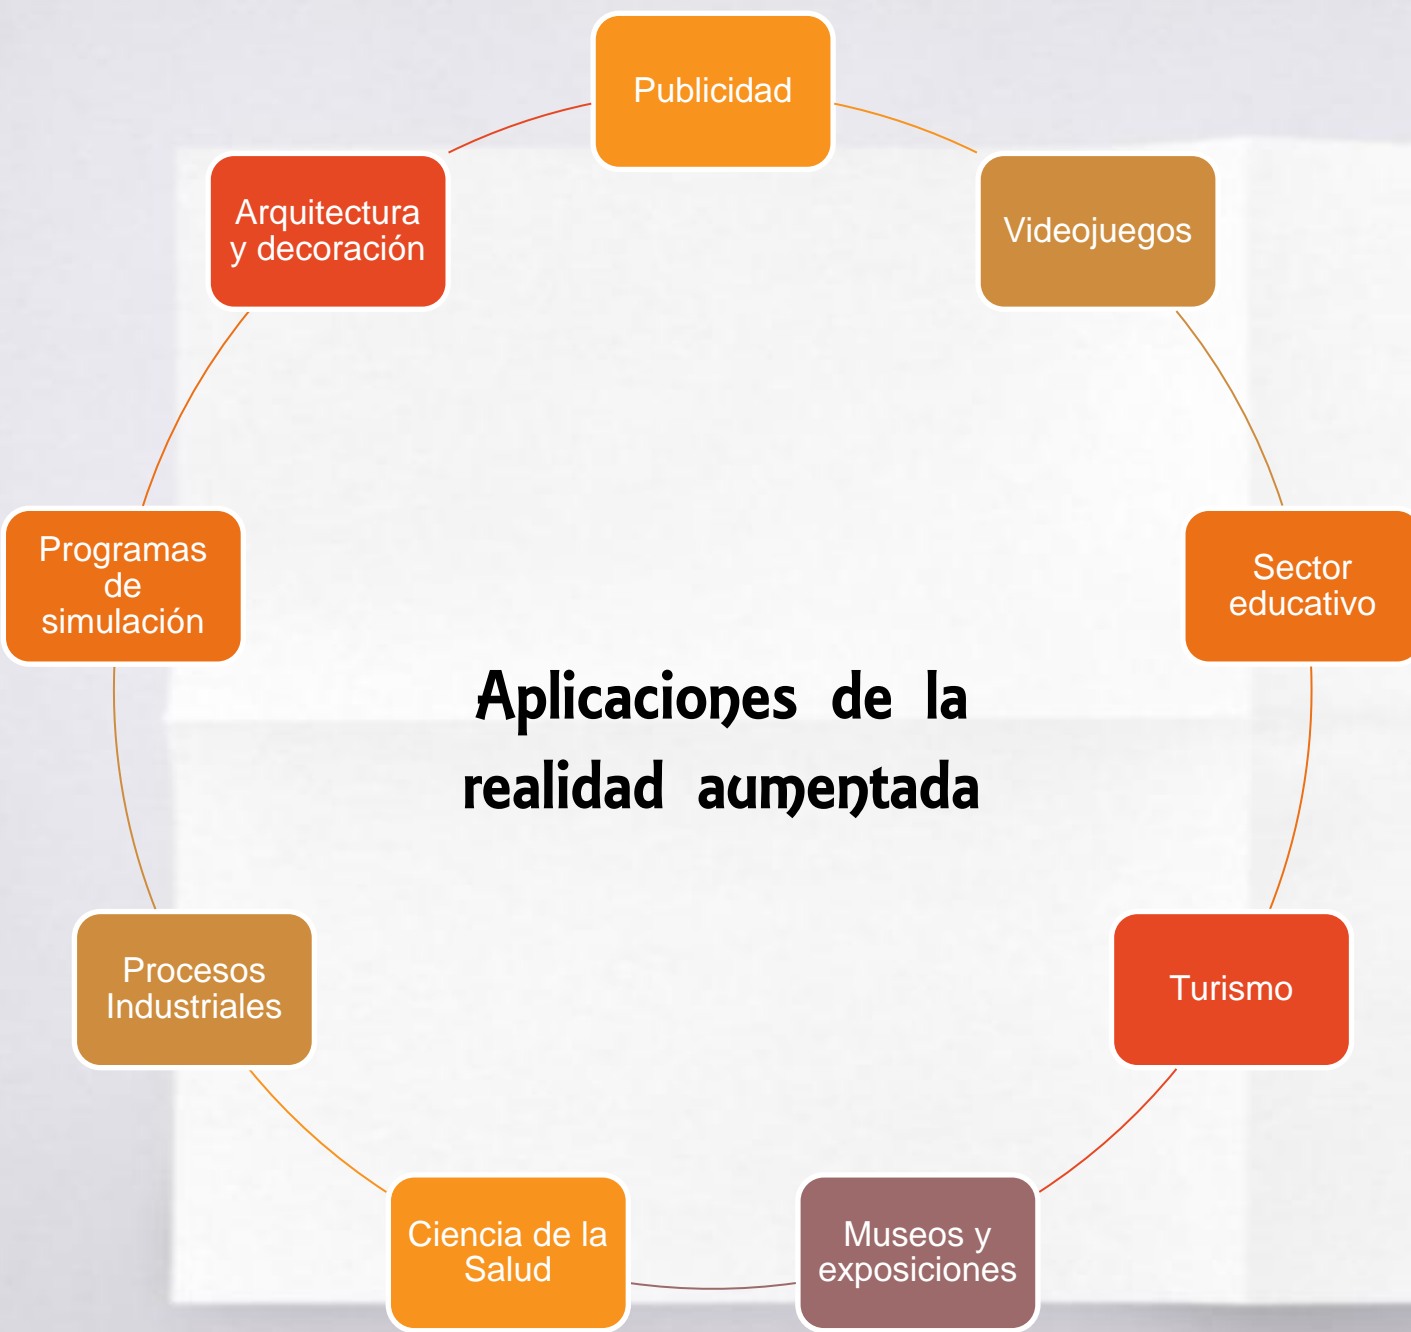 Publicidad
Videojuegos
Sector
educativo
Turismo
Museos y
exposiciones
Ciencia de la
Salud
Procesos
Industriales
Programas
de
simulación
Arquitectura
y decoración
Aplicaciones de la
realidad aumentada